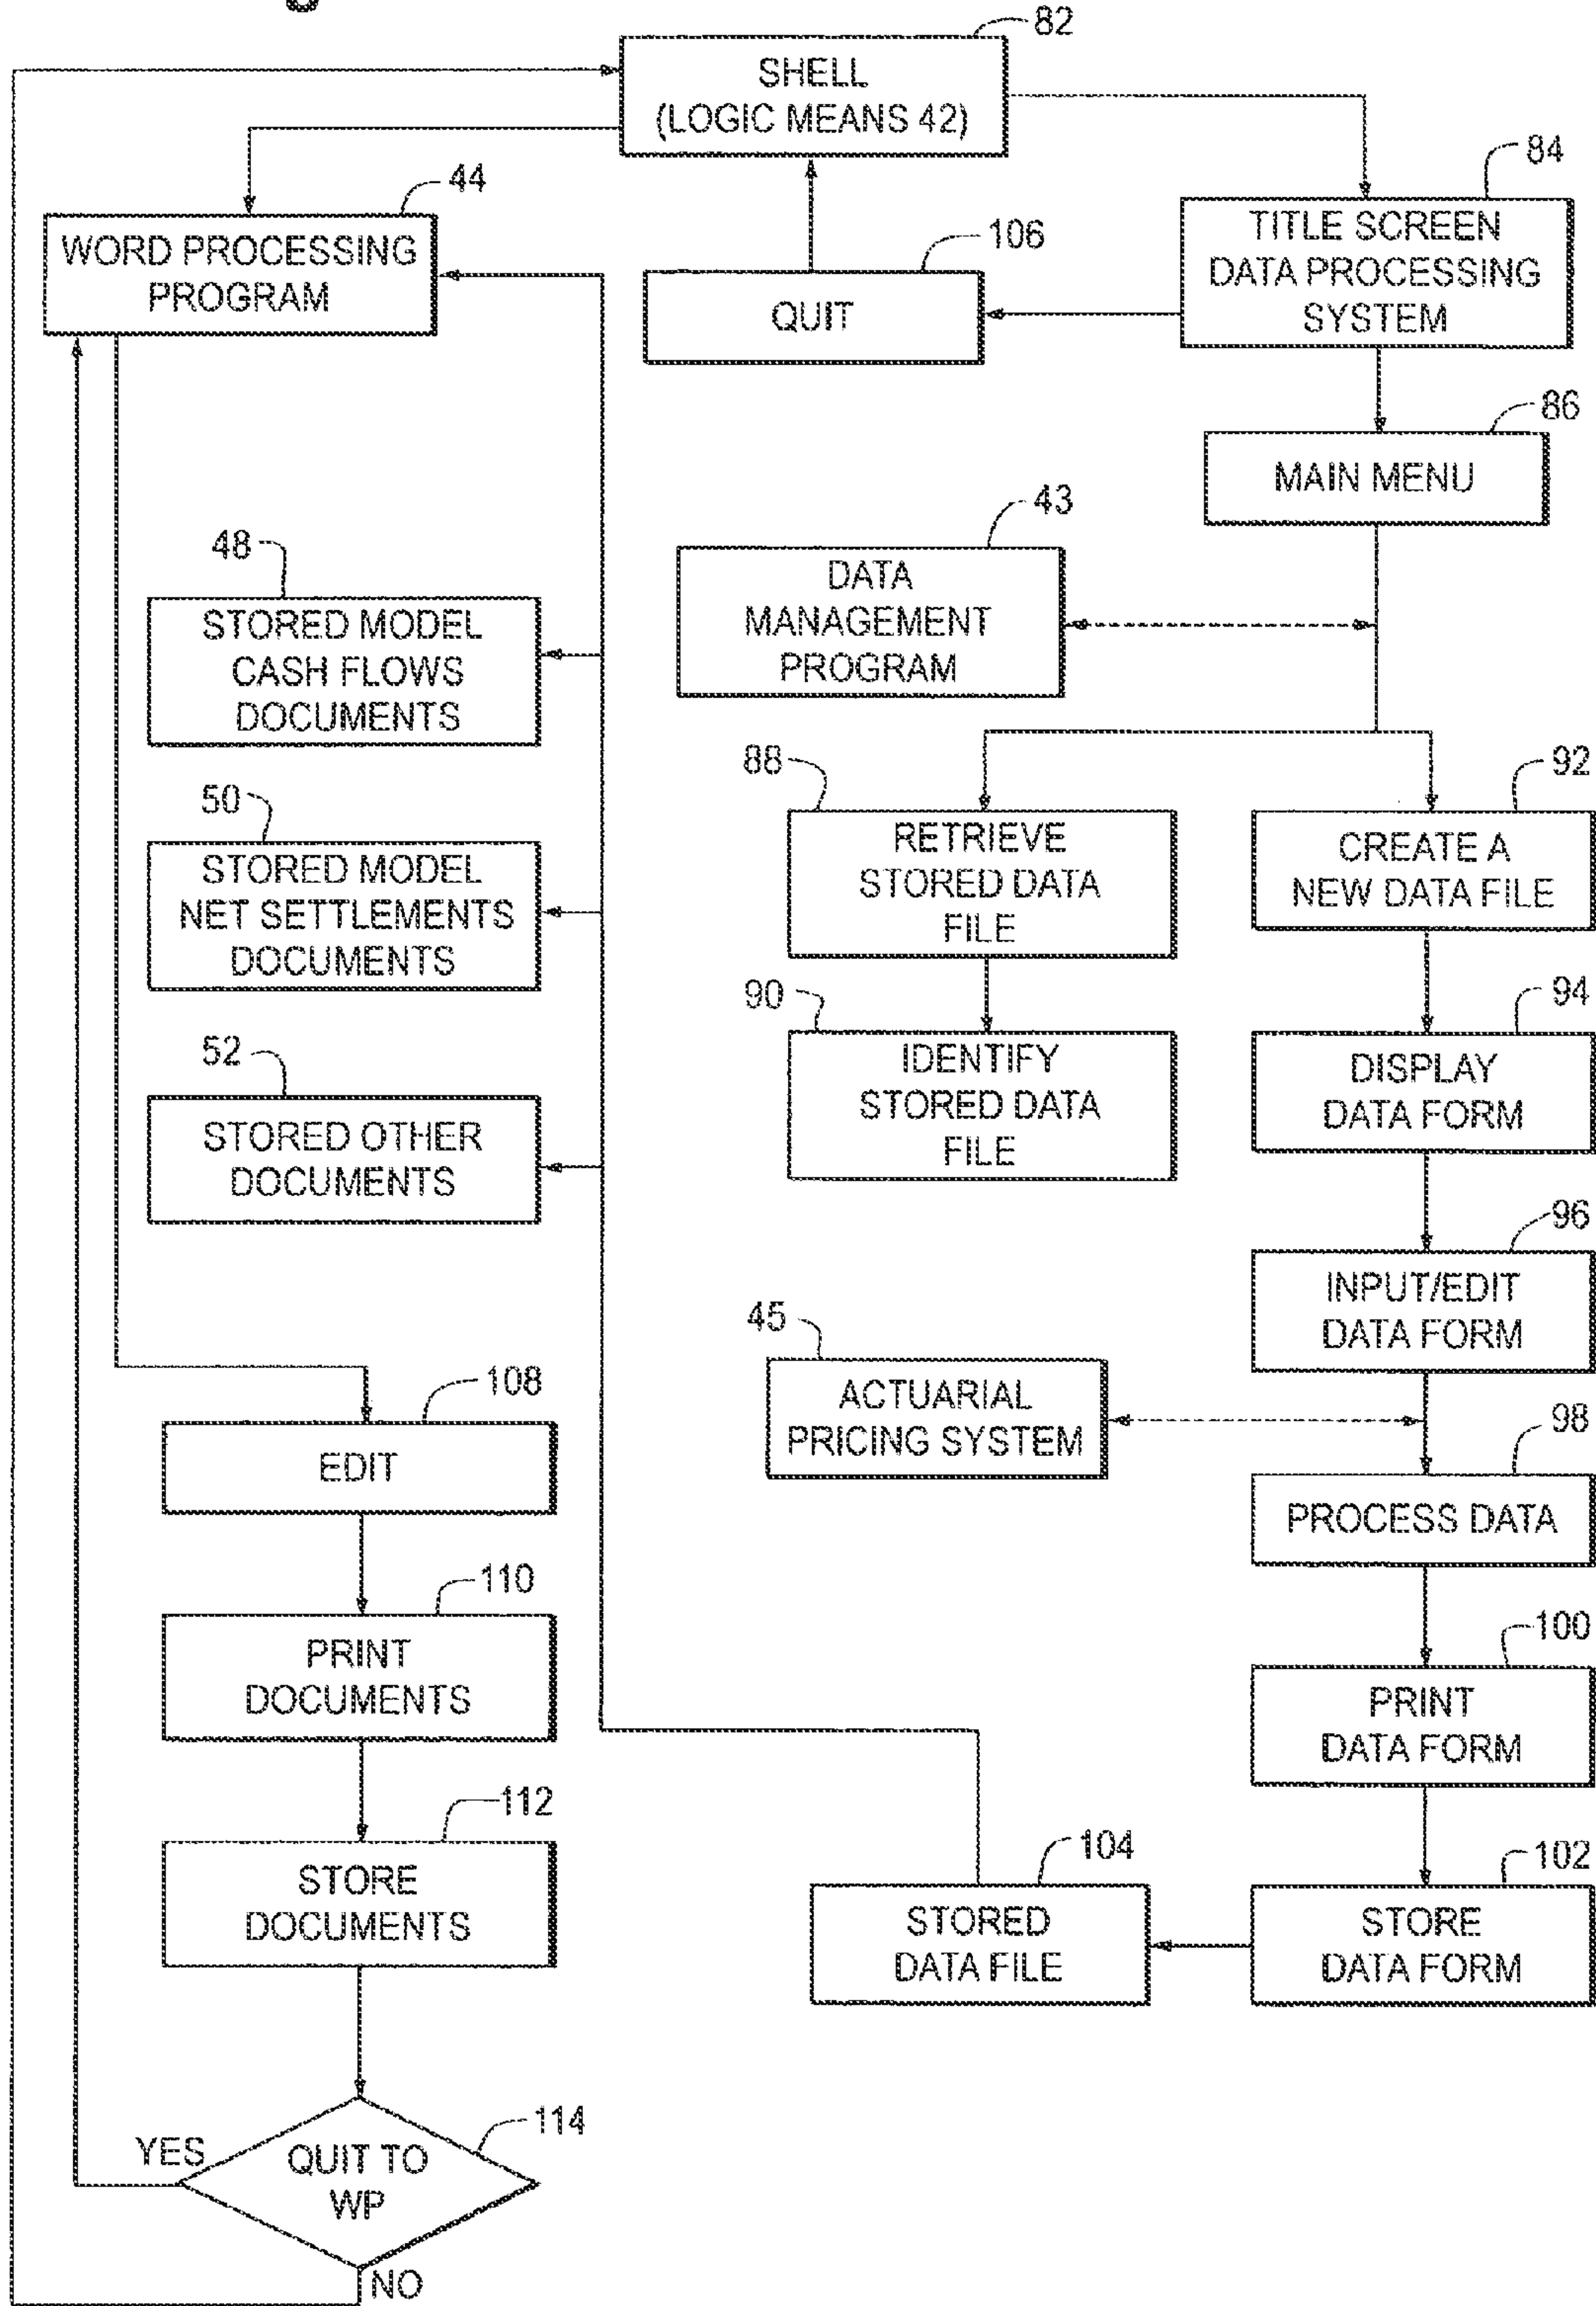 82
SHELL
(LOGIC MEANS 42)
84
TITLE SCREEN
DATA PROCESSING
SYSTEM
44
WORD PROCESSING
PROGRAM
106
QUIT
86
MAIN MENU
43
DATA
MANAGEMENT
PROGRAM
48
STORED MODEL
CASH FLOWS
DOCUMENTS
88
RETRIEVE
STORED DATA
FILE
92
CREATE A
NEW DATA FILE
50
STORED MODEL
NET SETTLEMENTS
DOCUMENTS
90
IDENTIFY
STORED DATA
FILE
94
DISPLAY
DATA FORM
52
STORED OTHER
DOCUMENTS
96
INPUT/EDIT
DATA FORM
45
ACTUARIAL
PRICING SYSTEM
108
EDIT
98
PROCESS DATA
110
PRINT
DOCUMENTS
100
PRINT
DATA FORM
112
STORE
DOCUMENTS
104
STORED
DATA FILE
102
STORE
DATA FORM
114
YES
QUIT TO
WP
NO